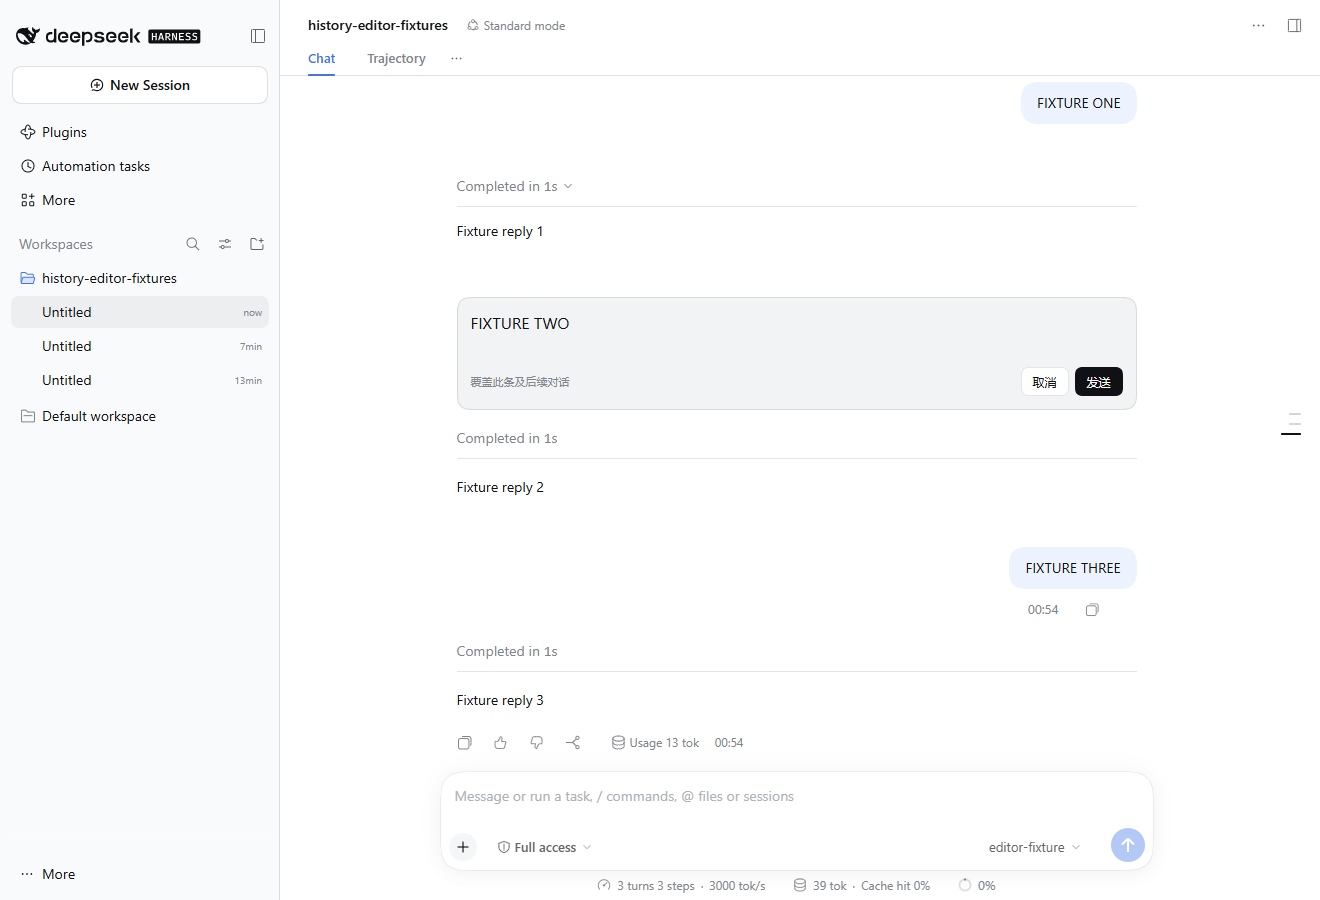 deepseek HARNESS
New Session
Plugins
Automation tasks
More
Workspaces
history-editor-fixtures
Untitled now
Untitled 7min
Untitled 13min
Default workspace
More
history-editor-fixtures Standard mode
Chat Trajectory
FIXTURE ONE
Completed in 1s
Fixture reply 1
FIXTURE TWO
覆盖此条及后续对话 取消 发送
Completed in 1s
Fixture reply 2
FIXTURE THREE
00:54
Completed in 1s
Fixture reply 3
Usage 13 tok 00:54
Message or run a task, / commands, @ files or sessions
Full access editor-fixture
3 turns 3 steps · 3000 tok/s 39 tok · Cache hit 0% 0%